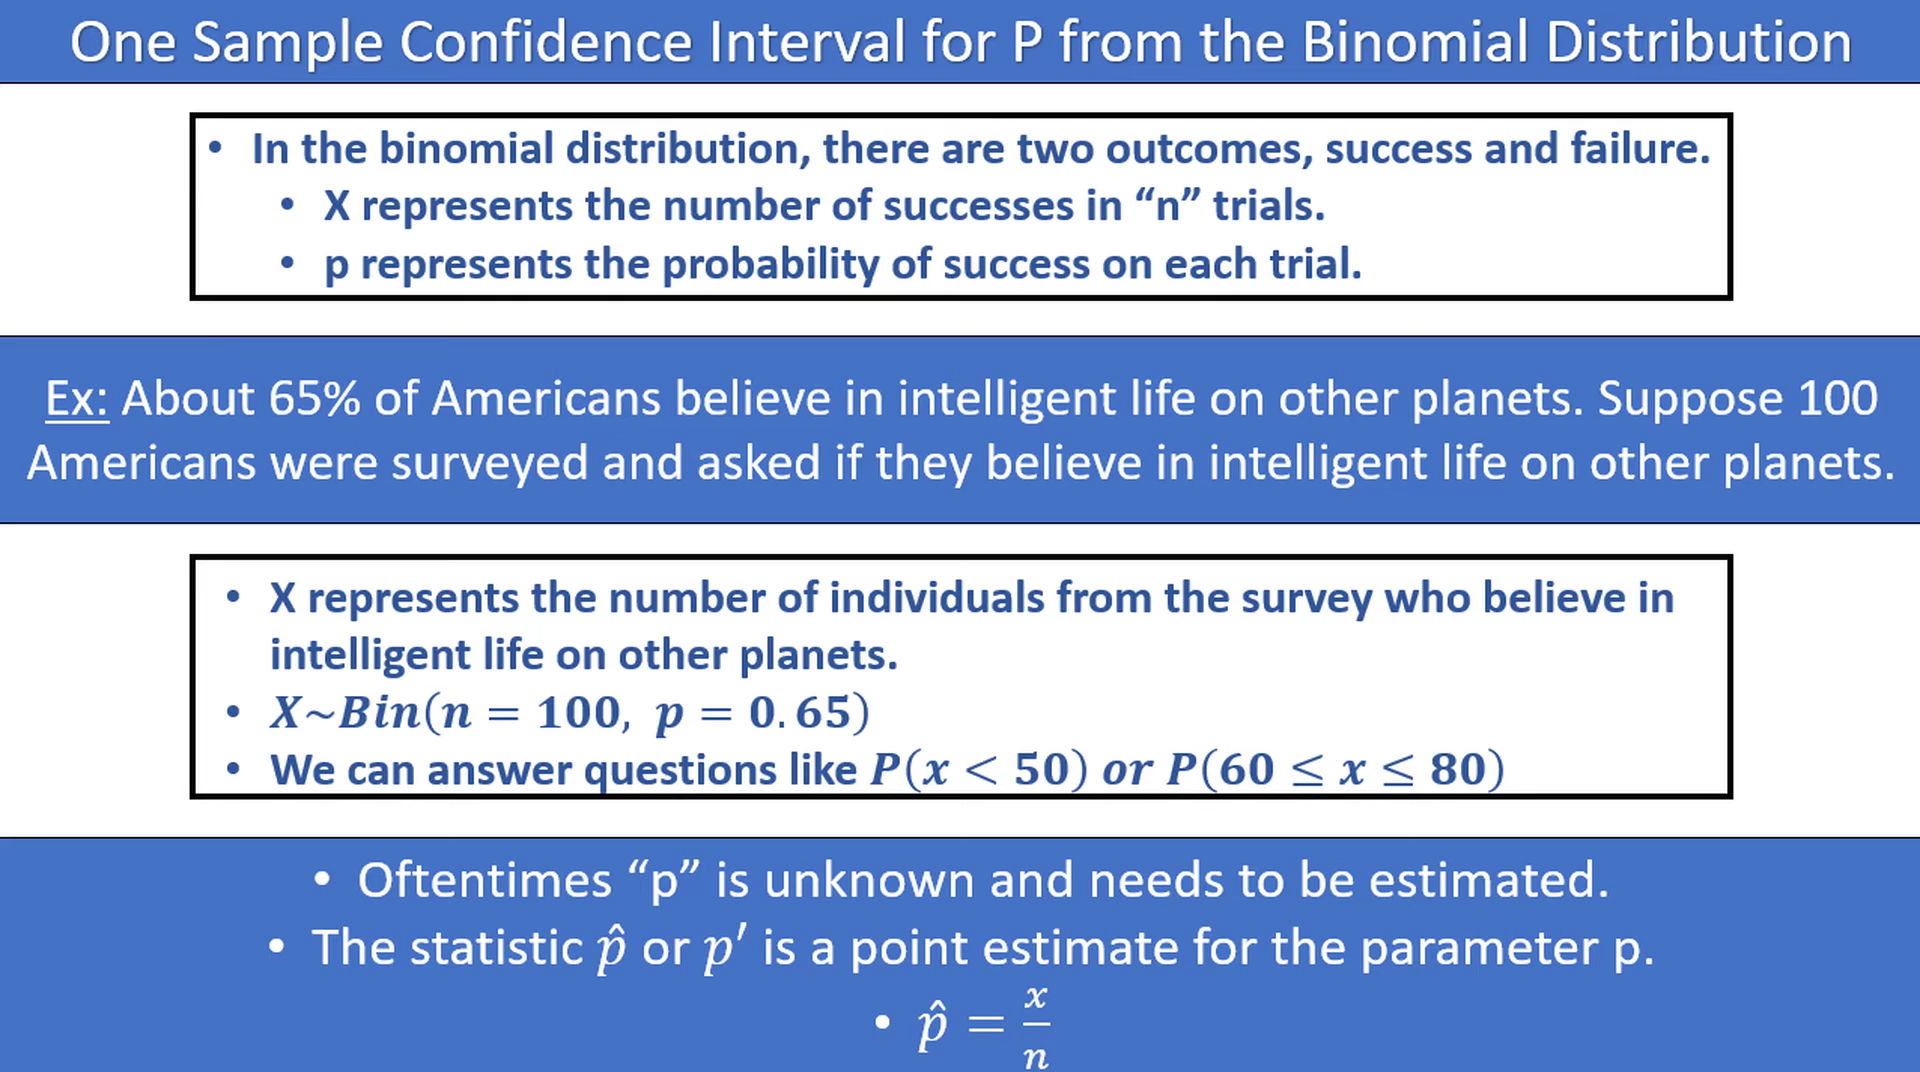 One Sample Confidence Interval for P from the Binomial Distribution
• In the binomial distribution, there are two outcomes, success and failure.
• X represents the number of successes in “n” trials.
• p represents the probability of success on each trial.
Ex: About 65% of Americans believe in intelligent life on other planets. Suppose 100
Americans were surveyed and asked if they believe in intelligent life on other planets.
• X represents the number of individuals from the survey who believe in
intelligent life on other planets.
• X~Bin(n = 100, p = 0.65)
• We can answer questions like P(x < 50) or P(60 ≤ x ≤ 80)
• Oftentimes “p” is unknown and needs to be estimated.
• The statistic p̂ or p′ is a point estimate for the parameter p.
• p̂ = x/n